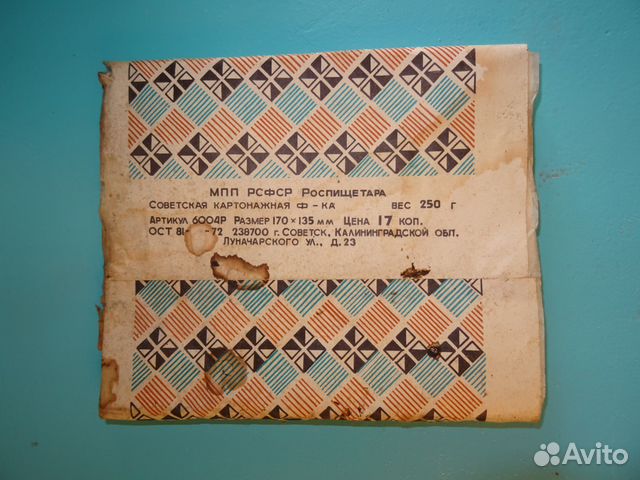 МПП РСФСР Роспищетара
Советская картонажная ф-ка вес 250 г
Артикул 6004Р Размер 170×135 мм Цена 17 коп.
ОСТ 72 238700 г. Советск, Калининградской обл.
Луначарского ул., д. 23
Avito